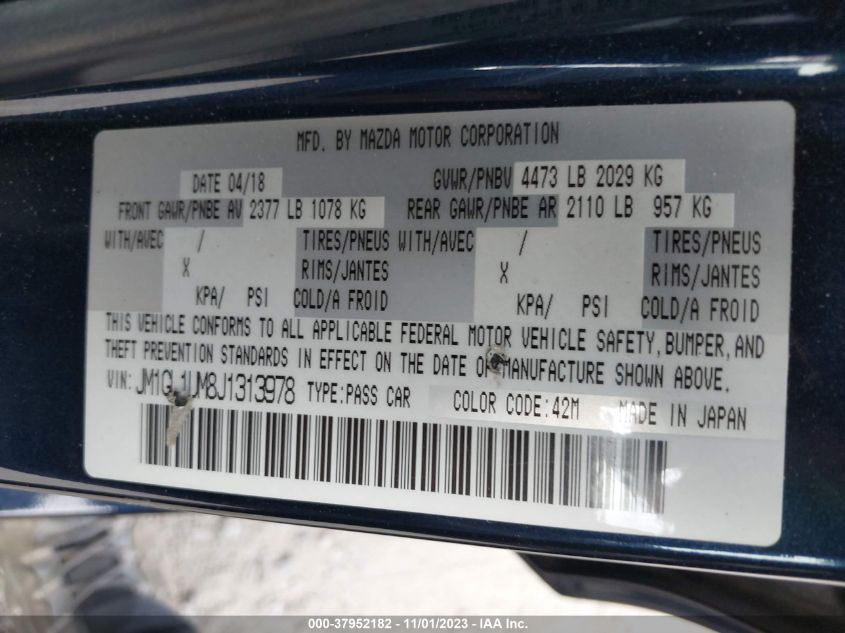 MFD. BY MAZDA MOTOR CORPORATION
DATE 04/18 GVWR/PNBV 4473 LB 2029 KG
FRONT GAWR/PNBE AV 2377 LB 1078 KG REAR GAWR/PNBE AR 2110 LB 957 KG
WITH/AVEC / TIRES/PNEUS WITH/AVEC / TIRES/PNEUS
X RIMS/JANTES X RIMS/JANTES
KPA/ PSI COLD/A FROID KPA/ PSI COLD/A FROID
THIS VEHICLE CONFORMS TO ALL APPLICABLE FEDERAL MOTOR VEHICLE SAFETY, BUMPER, AND
THEFT PREVENTION STANDARDS IN EFFECT ON THE DATE OF MANUFACTURE SHOWN ABOVE.
VIN: JM1GL1UM8J1313978 TYPE:PASS CAR COLOR CODE:42M MADE IN JAPAN
000-37952182 - 11/01/2023 - IAA Inc.